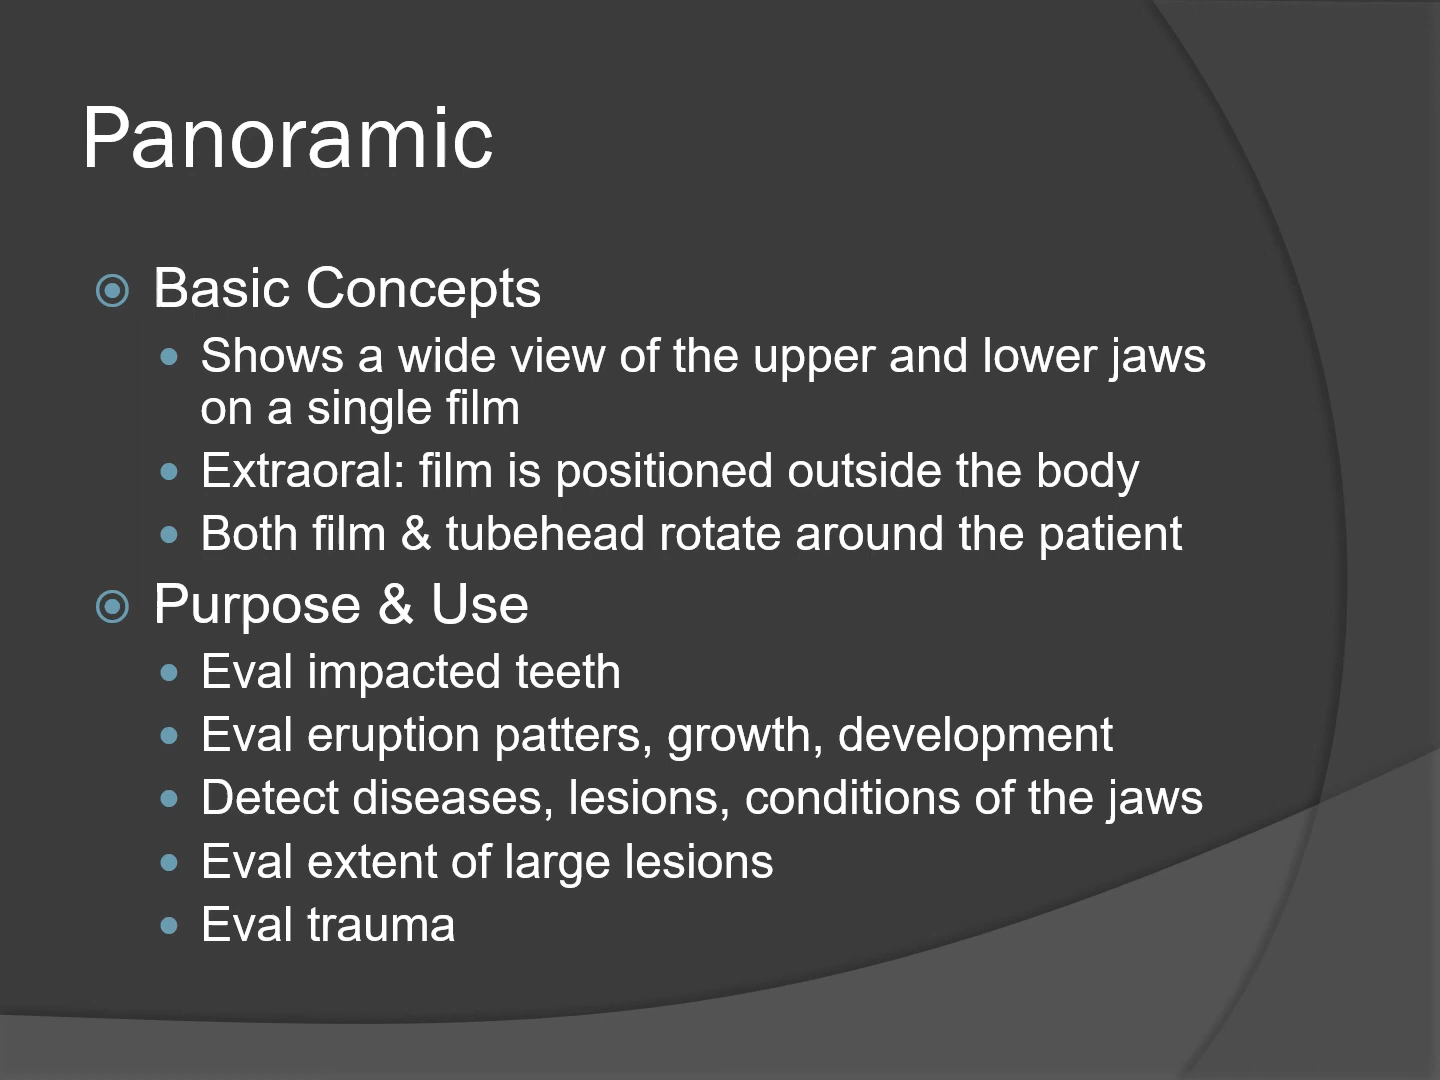 Panoramic
Basic Concepts
Shows a wide view of the upper and lower jaws
on a single film
Extraoral: film is positioned outside the body
Both film & tubehead rotate around the patient
Purpose & Use
Eval impacted teeth
Eval eruption patters, growth, development
Detect diseases, lesions, conditions of the jaws
Eval extent of large lesions
Eval trauma